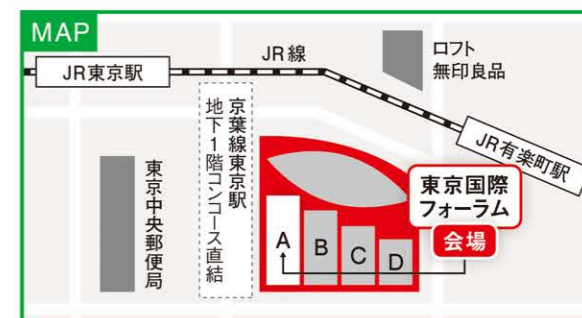 MAP
JR東京駅
JR線
ロフト
無印良品
JR有楽町駅
京葉線東京駅
地下1階コンコース直結
東京中央郵便局
東京国際
フォーラム
会場
A
B
C
D